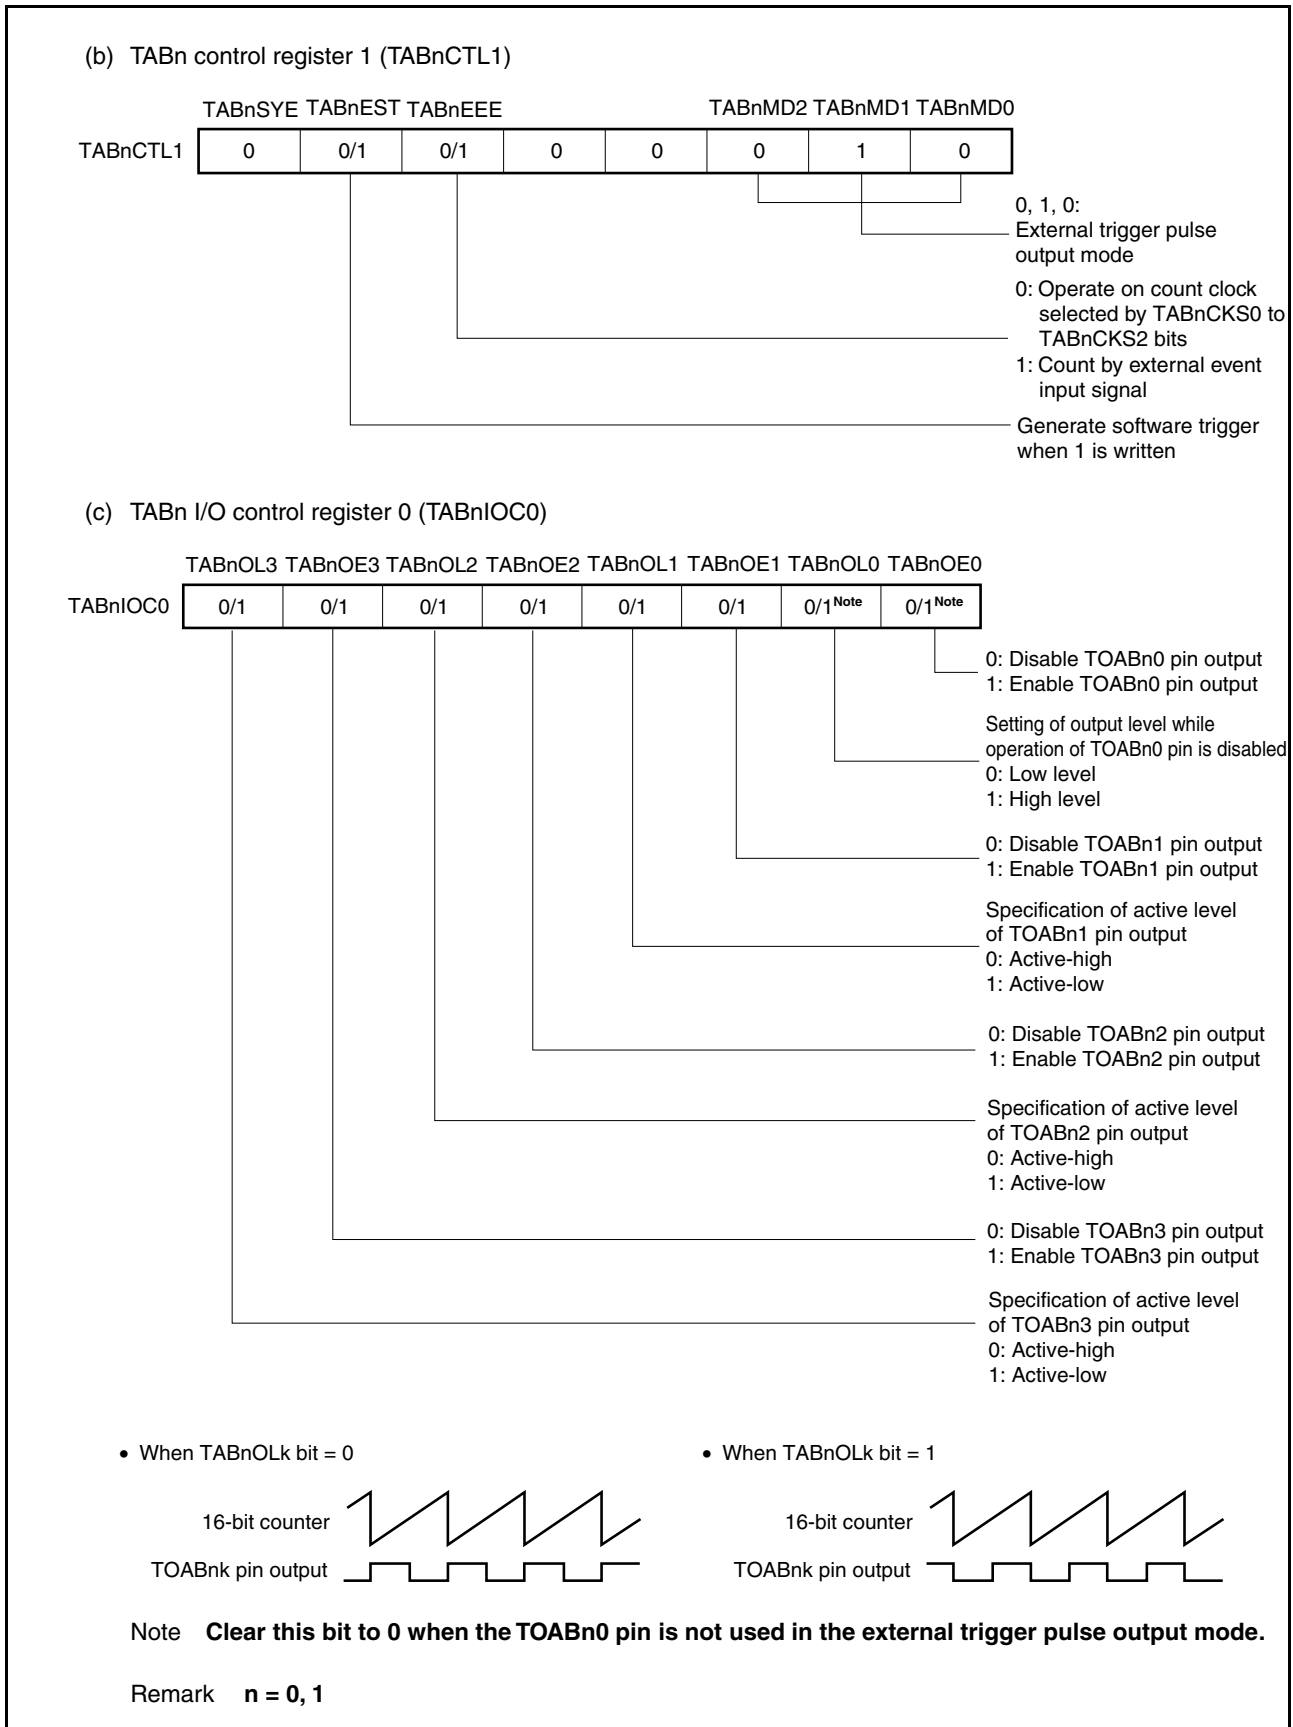 (b) TABn control register 1 (TABnCTL1)
TABnSYE TABnEST TABnEEE TABnMD2 TABnMD1 TABnMD0
TABnCTL1 0 0/1 0/1 0 0 0 1 0
0, 1, 0:
External trigger pulse
output mode
0: Operate on count clock
selected by TABnCKS0 to
TABnCKS2 bits
1: Count by external event
input signal
Generate software trigger
when 1 is written
(c) TABn I/O control register 0 (TABnIOC0)
TABnOL3 TABnOE3 TABnOL2 TABnOE2 TABnOL1 TABnOE1 TABnOL0 TABnOE0
TABnIOC0 0/1 0/1 0/1 0/1 0/1 0/1 0/1Note 0/1Note
0: Disable TOABn0 pin output
1: Enable TOABn0 pin output
Setting of output level while
operation of TOABn0 pin is disabled
0: Low level
1: High level
0: Disable TOABn1 pin output
1: Enable TOABn1 pin output
Specification of active level
of TOABn1 pin output
0: Active-high
1: Active-low
0: Disable TOABn2 pin output
1: Enable TOABn2 pin output
Specification of active level
of TOABn2 pin output
0: Active-high
1: Active-low
0: Disable TOABn3 pin output
1: Enable TOABn3 pin output
Specification of active level
of TOABn3 pin output
0: Active-high
1: Active-low
• When TABnOLk bit = 0
16-bit counter
TOABnk pin output
• When TABnOLk bit = 1
16-bit counter
TOABnk pin output
Note Clear this bit to 0 when the TOABn0 pin is not used in the external trigger pulse output mode.
Remark n = 0, 1